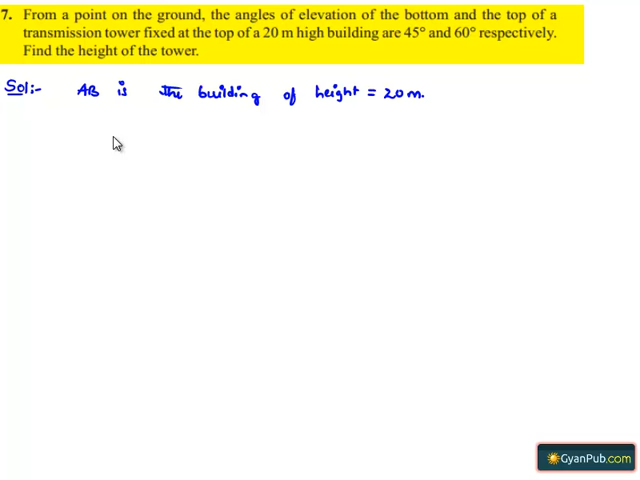 7. From a point on the ground, the angles of elevation of the bottom and the top of a
transmission tower fixed at the top of a 20 m high building are 45° and 60° respectively.
Find the height of the tower.
Sol:- AB is the building of height = 20 m.
GyanPub.com